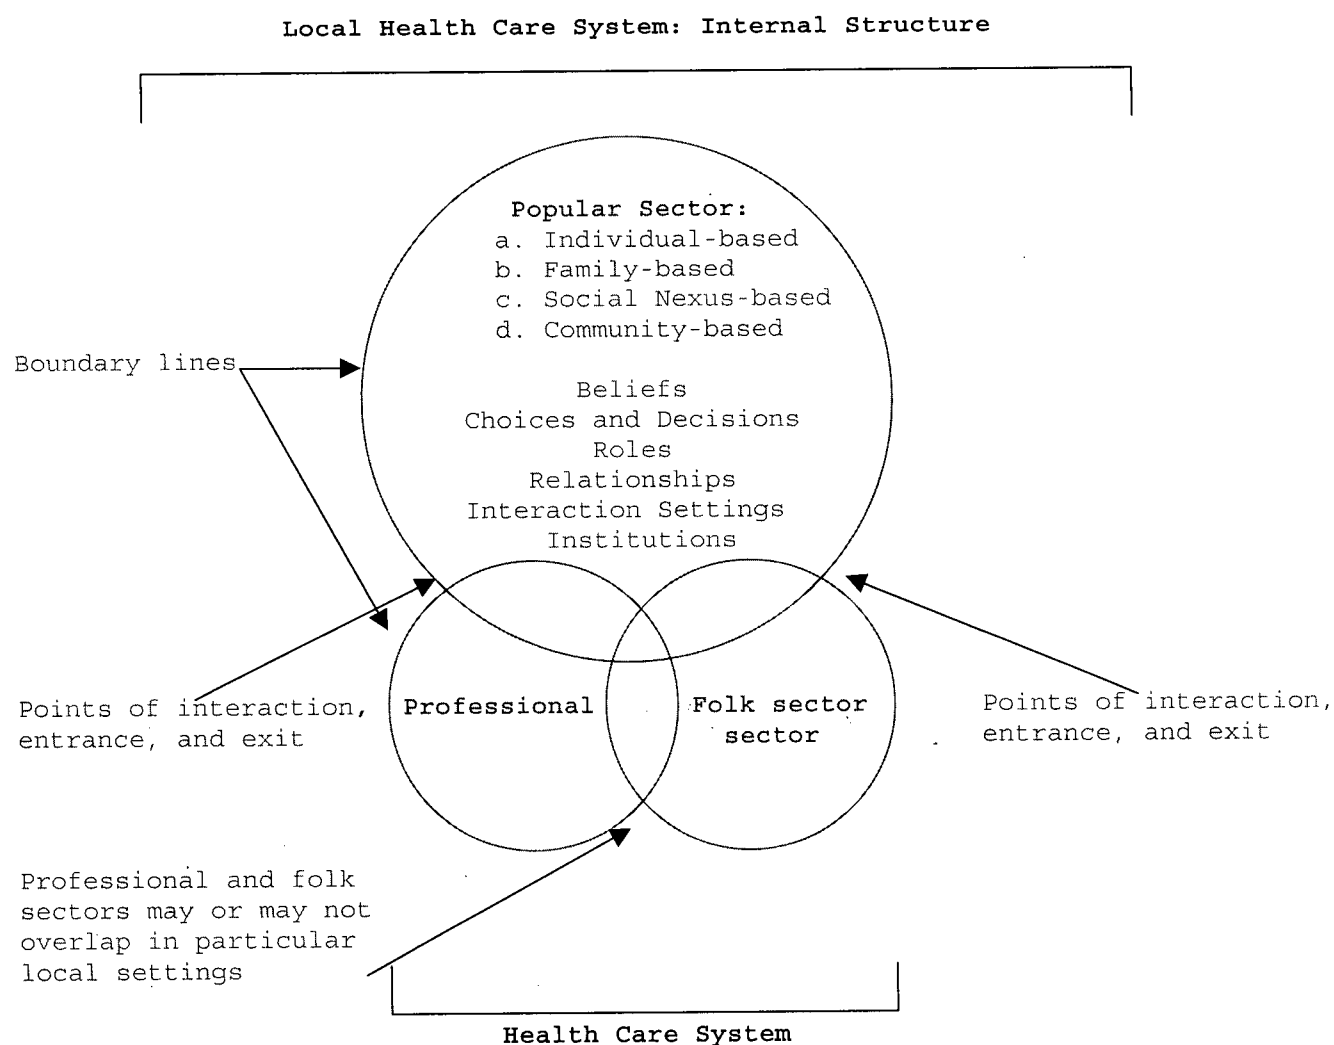 Local Health Care System: Internal Structure
Popular Sector:
a. Individual-based
b. Family-based
c. Social Nexus-based
d. Community-based
Boundary lines
Beliefs
Choices and Decisions
Roles
Relationships
Interaction Settings
Institutions
Points of interaction,
entrance, and exit
Professional
Folk sector
sector
Points of interaction,
entrance, and exit
Professional and folk
sectors may or may not
overlap in particular
local settings
Health Care System